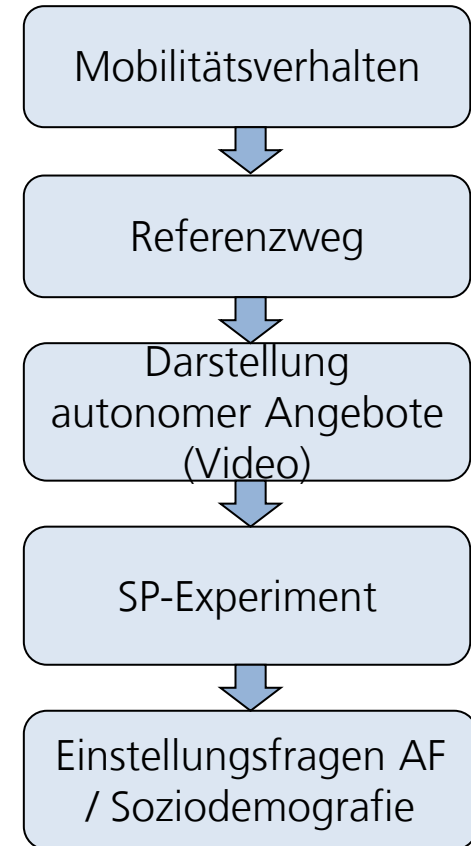 Mobilitätsverhalten
Referenzweg
Darstellung
autonomer Angebote
(Video)
SP-Experiment
Einstellungsfragen AF
/ Soziodemografie